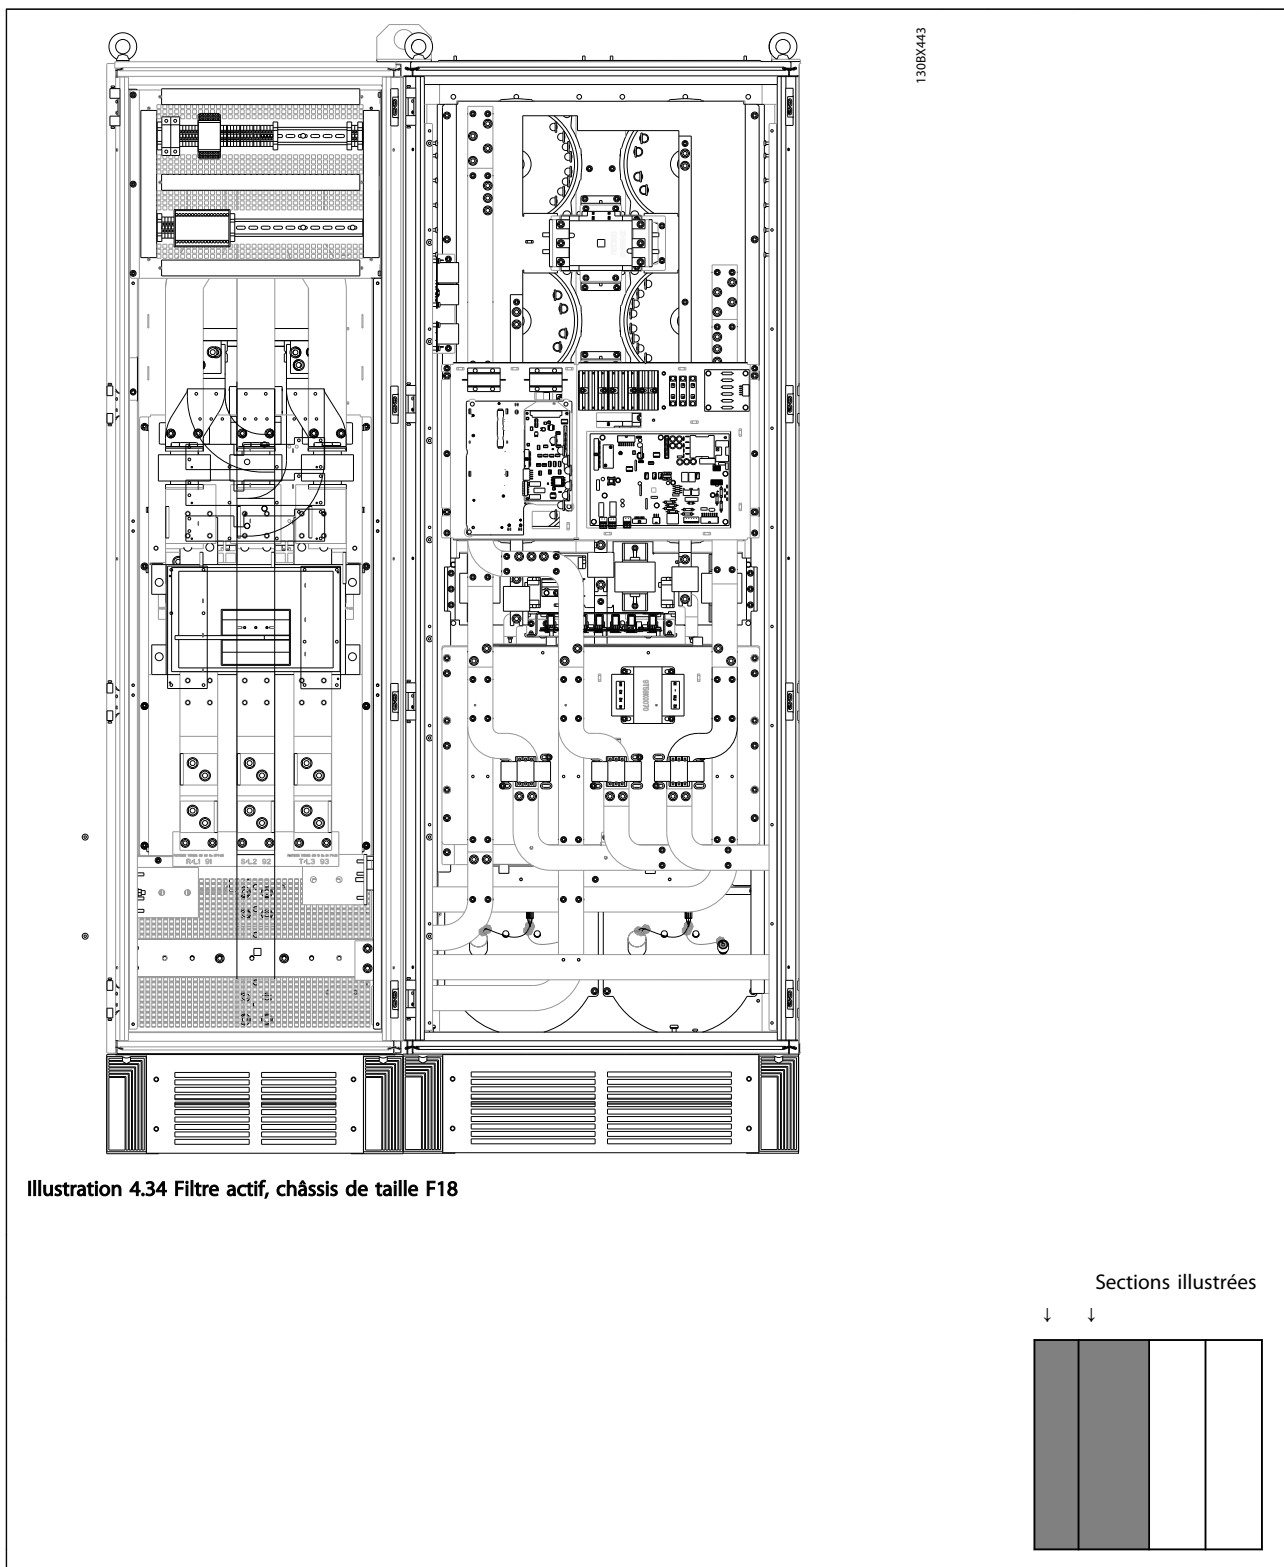 130BX443
R/L1 91 S/L2 92 T/L3 93
Illustration 4.34 Filtre actif, châssis de taille F18
Sections illustrées
↓ ↓